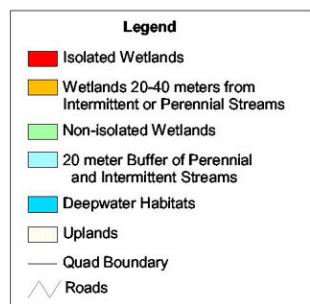 Legend
Isolated Wetlands
Wetlands 20-40 meters from
Intermittent or Perennial Streams
Non-isolated Wetlands
20 meter Buffer of Perennial
and Intermittent Streams
Deepwater Habitats
Uplands
Quad Boundary
Roads